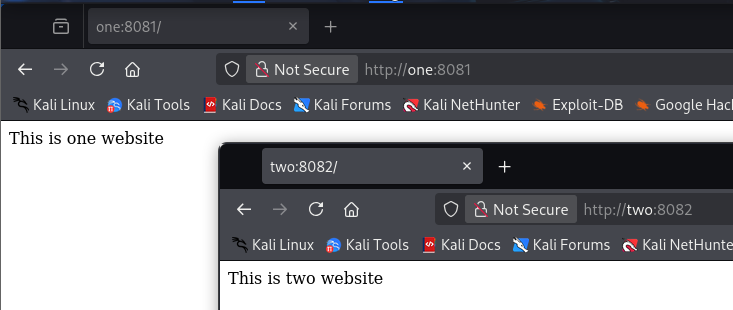 one:8081/
Not Secure http://one:8081
Kali Linux Kali Tools Kali Docs Kali Forums Kali NetHunter Exploit-DB Google Hac
This is one website
two:8082/
Not Secure http://two:8082
Kali Linux Kali Tools Kali Docs Kali Forums Kali NetHunte
This is two website